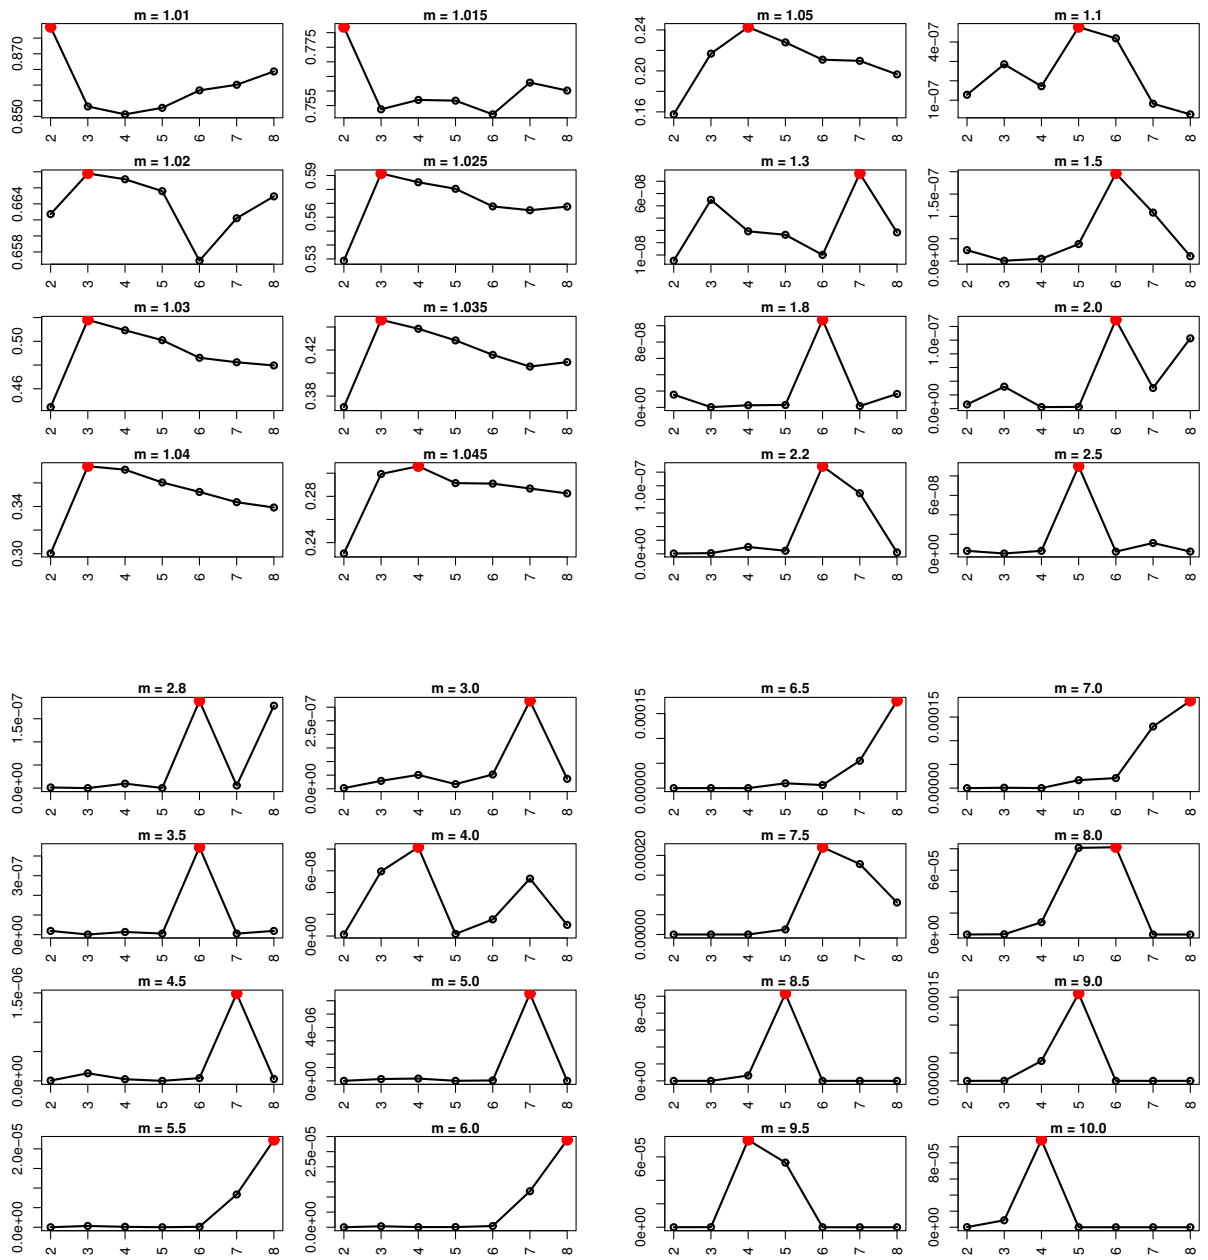 m = 1.01
0.870
0.850
2 3 4 5 6 7 8
m = 1.015
0.775
0.755
2 3 4 5 6 7 8
m = 1.02
0.664
0.658
2 3 4 5 6 7 8
m = 1.025
0.59
0.56
0.53
2 3 4 5 6 7 8
m = 1.03
0.50
0.46
2 3 4 5 6 7 8
m = 1.035
0.42
0.38
2 3 4 5 6 7 8
m = 1.04
0.34
0.30
2 3 4 5 6 7 8
m = 1.045
0.28
0.24
2 3 4 5 6 7 8
m = 1.05
0.24
0.20
0.16
2 3 4 5 6 7 8
m = 1.1
4e−07
1e−07
2 3 4 5 6 7 8
m = 1.3
6e−08
1e−08
2 3 4 5 6 7 8
m = 1.5
1.5e−07
0.0e+00
2 3 4 5 6 7 8
m = 1.8
8e−08
0e+00
2 3 4 5 6 7 8
m = 2.0
1.0e−07
0.0e+00
2 3 4 5 6 7 8
m = 2.2
1.0e−07
0.0e+00
2 3 4 5 6 7 8
m = 2.5
6e−08
0e+00
2 3 4 5 6 7 8
m = 2.8
1.5e−07
0.0e+00
2 3 4 5 6 7 8
m = 3.0
2.5e−07
0.0e+00
2 3 4 5 6 7 8
m = 3.5
3e−07
0e+00
2 3 4 5 6 7 8
m = 4.0
6e−08
0e+00
2 3 4 5 6 7 8
m = 4.5
1.5e−06
0.0e+00
2 3 4 5 6 7 8
m = 5.0
4e−06
0e+00
2 3 4 5 6 7 8
m = 5.5
2.0e−05
0.0e+00
2 3 4 5 6 7 8
m = 6.0
2.5e−05
0.0e+00
2 3 4 5 6 7 8
m = 6.5
0.00015
0.00000
2 3 4 5 6 7 8
m = 7.0
0.00015
0.00000
2 3 4 5 6 7 8
m = 7.5
0.00020
0.00000
2 3 4 5 6 7 8
m = 8.0
6e−05
0e+00
2 3 4 5 6 7 8
m = 8.5
8e−05
0e+00
2 3 4 5 6 7 8
m = 9.0
0.00015
0.00000
2 3 4 5 6 7 8
m = 9.5
6e−05
0e+00
2 3 4 5 6 7 8
m = 10.0
8e−05
0e+00
2 3 4 5 6 7 8